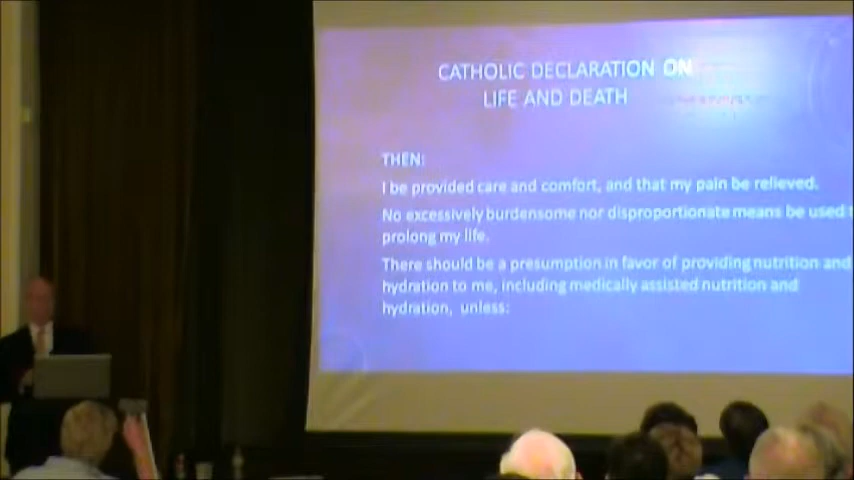 CATHOLIC DECLARATION ON
LIFE AND DEATH
THEN:
I be provided care and comfort, and that my pain be relieved.
No excessively burdensome nor disproportionate means be used
prolong my life.
There should be a presumption in favor of providing nutrition and
hydration to me, including medically assisted nutrition and
hydration, unless: